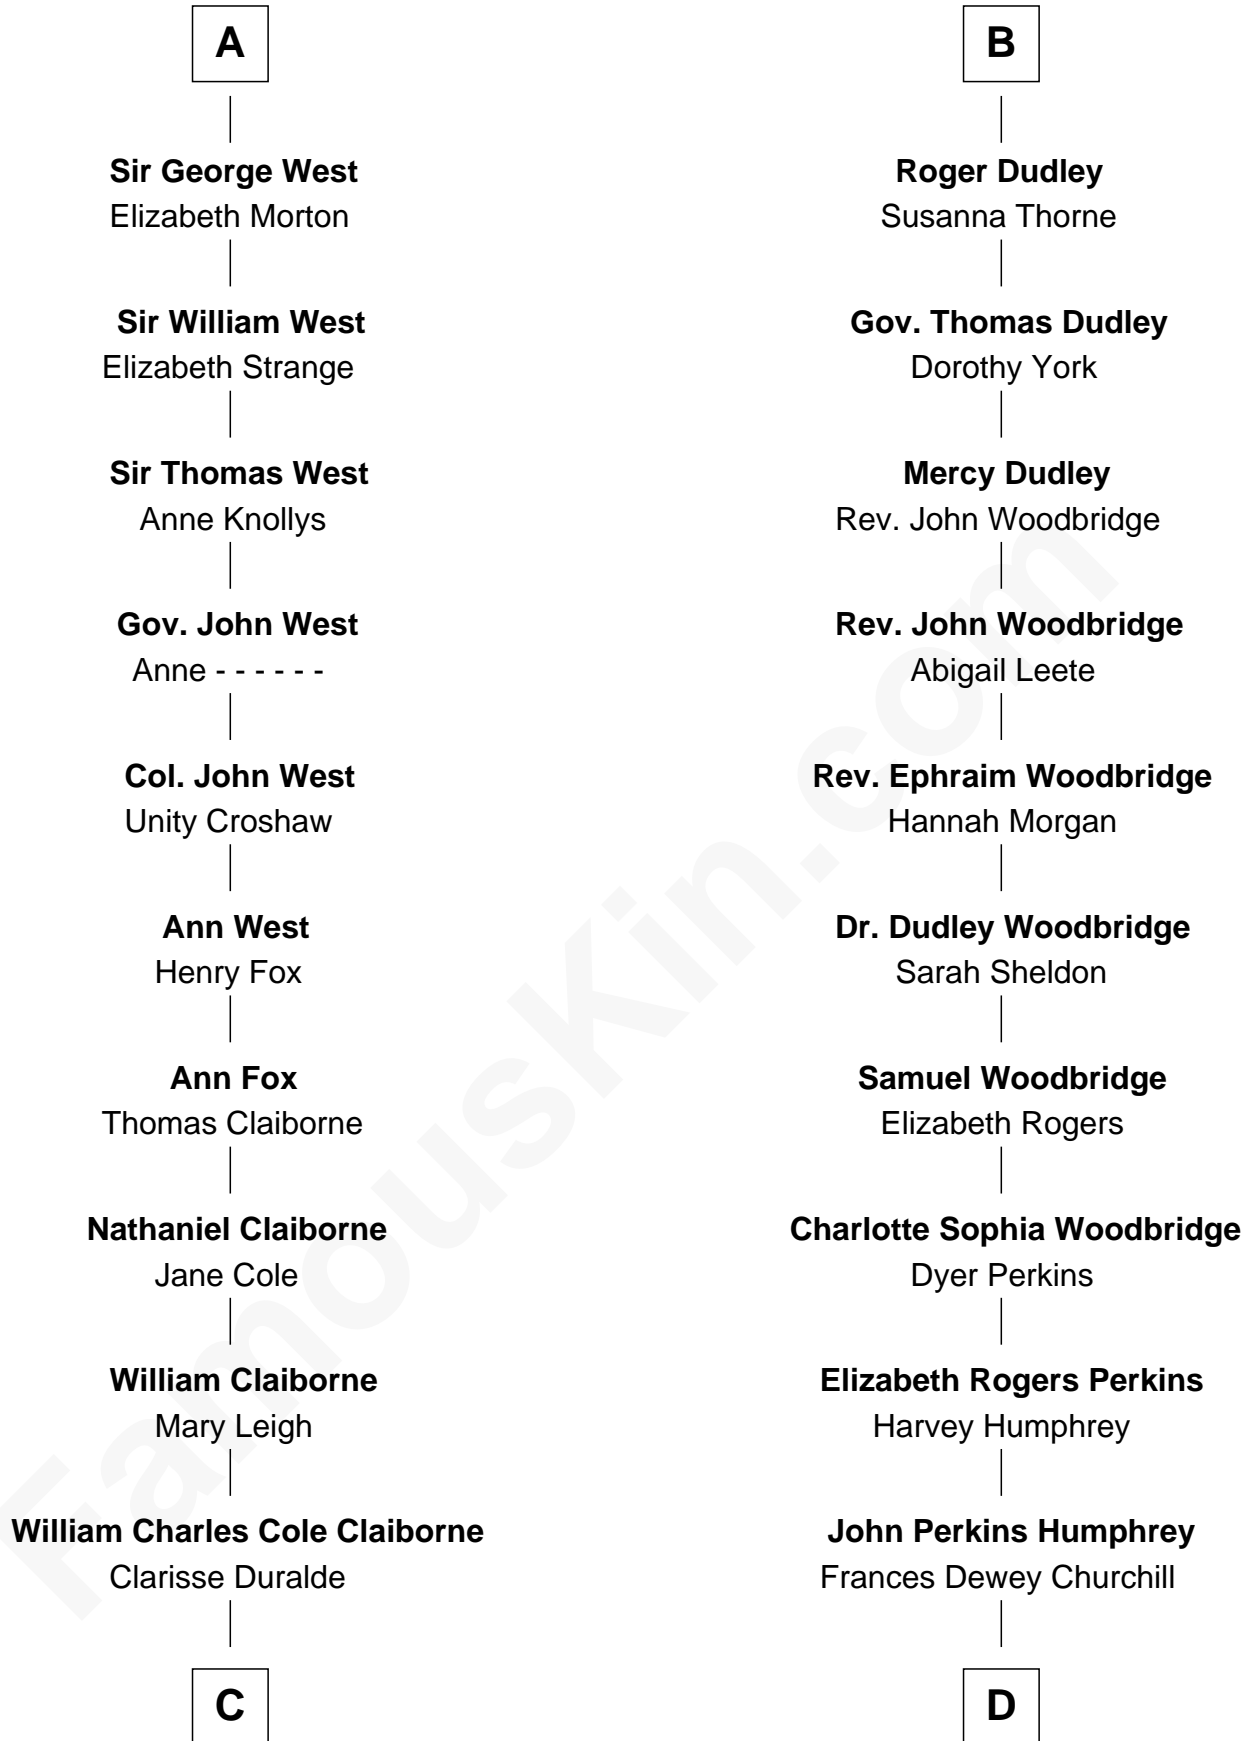 A
Sir George West
Elizabeth Morton
Sir William West
Elizabeth Strange
Sir Thomas West
Anne Knollys
Gov. John West
Anne - - - - - -
Col. John West
Unity Croshaw
Ann West
Henry Fox
Ann Fox
Thomas Claiborne
Nathaniel Claiborne
Jane Cole
William Claiborne
Mary Leigh
William Charles Cole Claiborne
Clarisse Duralde
C
B
Roger Dudley
Susanna Thorne
Gov. Thomas Dudley
Dorothy York
Mercy Dudley
Rev. John Woodbridge
Rev. John Woodbridge
Abigail Leete
Rev. Ephraim Woodbridge
Hannah Morgan
Dr. Dudley Woodbridge
Sarah Sheldon
Samuel Woodbridge
Elizabeth Rogers
Charlotte Sophia Woodbridge
Dyer Perkins
Elizabeth Rogers Perkins
Harvey Humphrey
John Perkins Humphrey
Frances Dewey Churchill
D
FamousKin.com